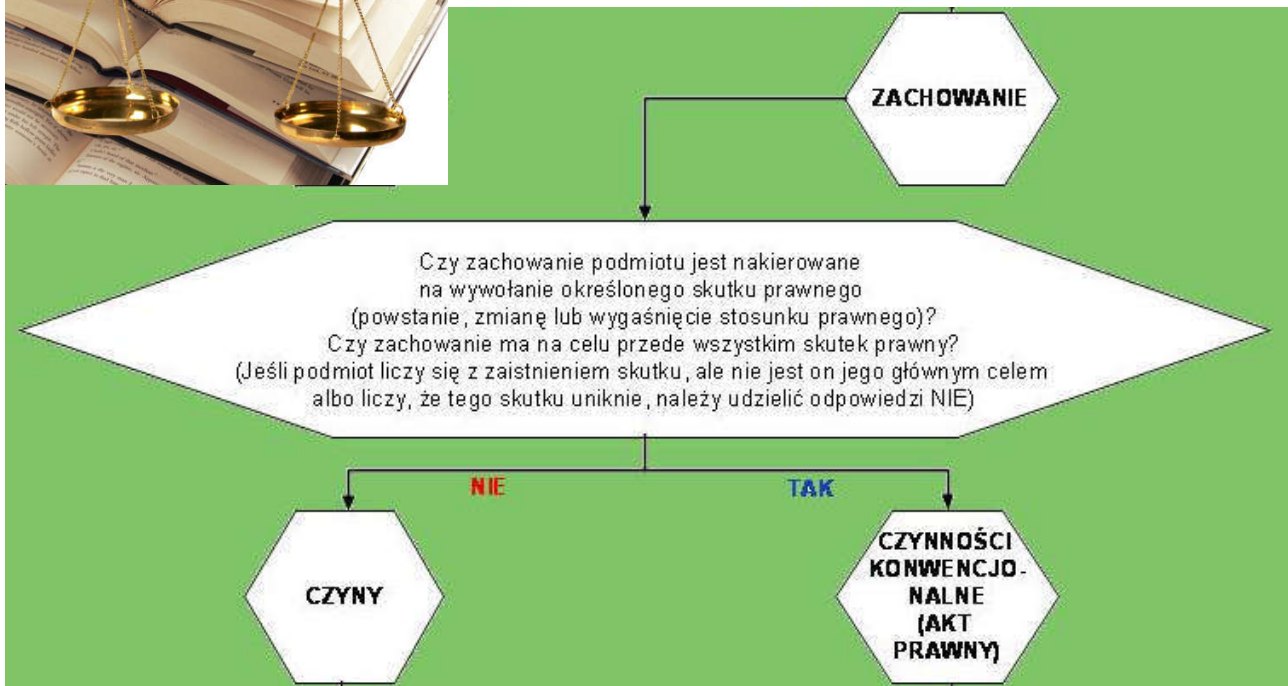 ZACHOWANIE
Czy zachowanie podmiotu jest nakierowane
na wywołanie określonego skutku prawnego
(powstanie, zmianę lub wygaśnięcie stosunku prawnego)?
Czy zachowanie ma na celu przede wszystkim skutek prawny?
(Jeśli podmiot liczy się z zaistnieniem skutku, ale nie jest on jego głównym celem
albo liczy, że tego skutku uniknie, należy udzielić odpowiedzi NIE)
NIE
TAK
CZYNY
CZYNNOŚCI
KONWENCJO-
NALNE
(AKT
PRAWNY)